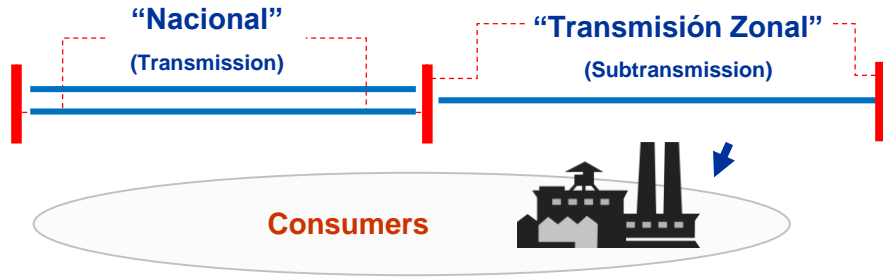 “Nacional”
(Transmission)
“Transmisión Zonal”
(Subtransmission)
Consumers